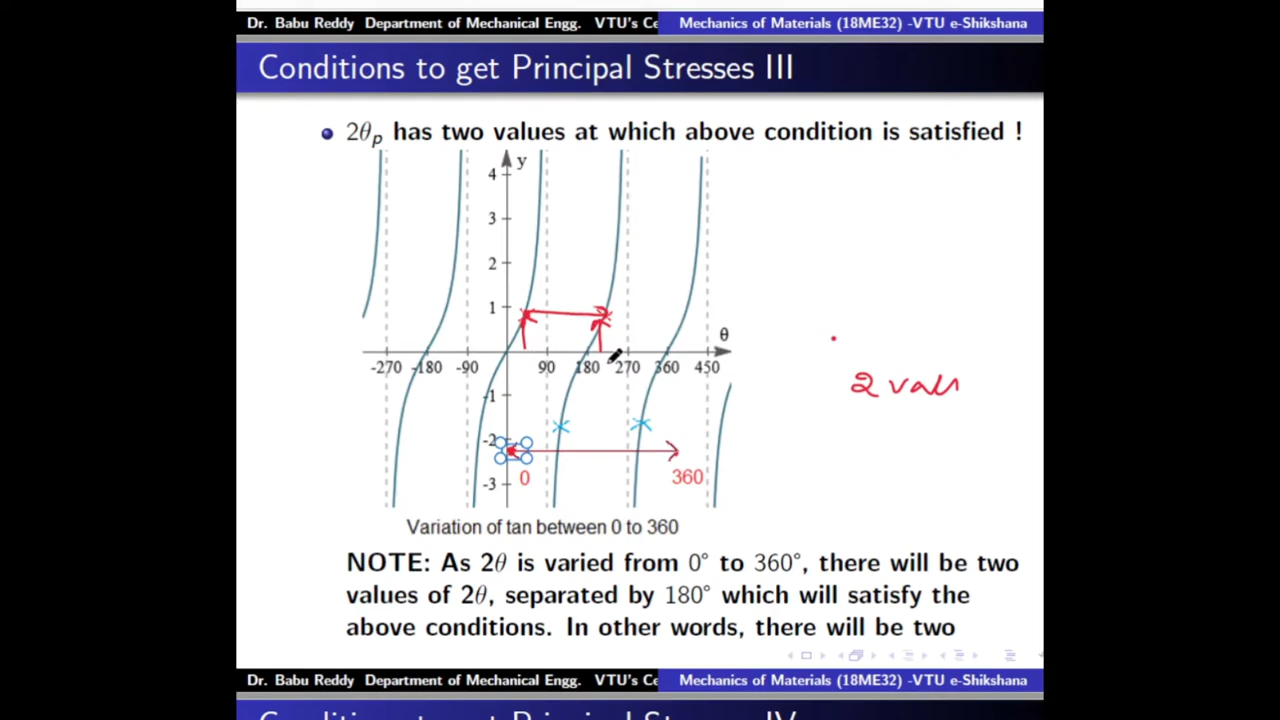 Dr. Babu Reddy Department of Mechanical Engg. VTU's Ce Mechanics of Materials (18ME32) -VTU e-Shikshana
Conditions to get Principal Stresses III
2θp has two values at which above condition is satisfied !
y
4
3
2
1
θ
-270 -180 -90 90 180 270 360 450
-1
-2
-3
0 360
2 valu
Variation of tan between 0 to 360
NOTE: As 2θ is varied from 0° to 360°, there will be two
values of 2θ, separated by 180° which will satisfy the
above conditions. In other words, there will be two
Dr. Babu Reddy Department of Mechanical Engg. VTU's Ce Mechanics of Materials (18ME32) -VTU e-Shikshana